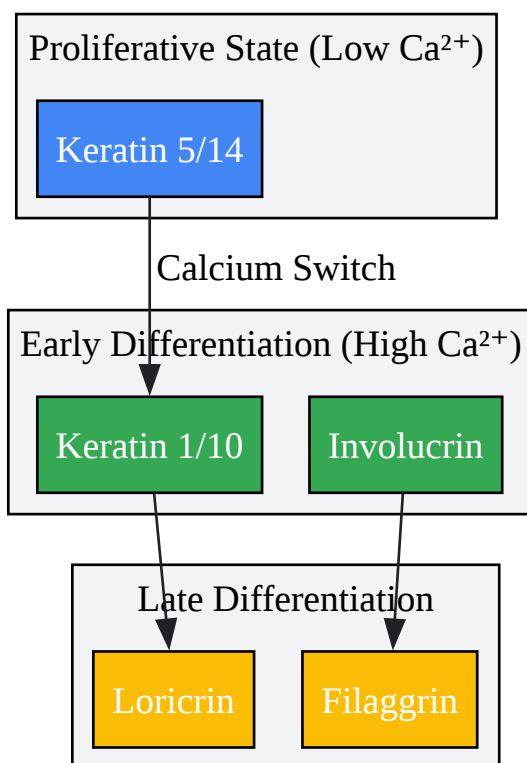 Proliferative State (Low Ca²⁺)
Keratin 5/14
Calcium Switch
Early Differentiation (High Ca²⁺)
Keratin 1/10
Involucrin
Late Differentiation
Loricrin
Filaggrin